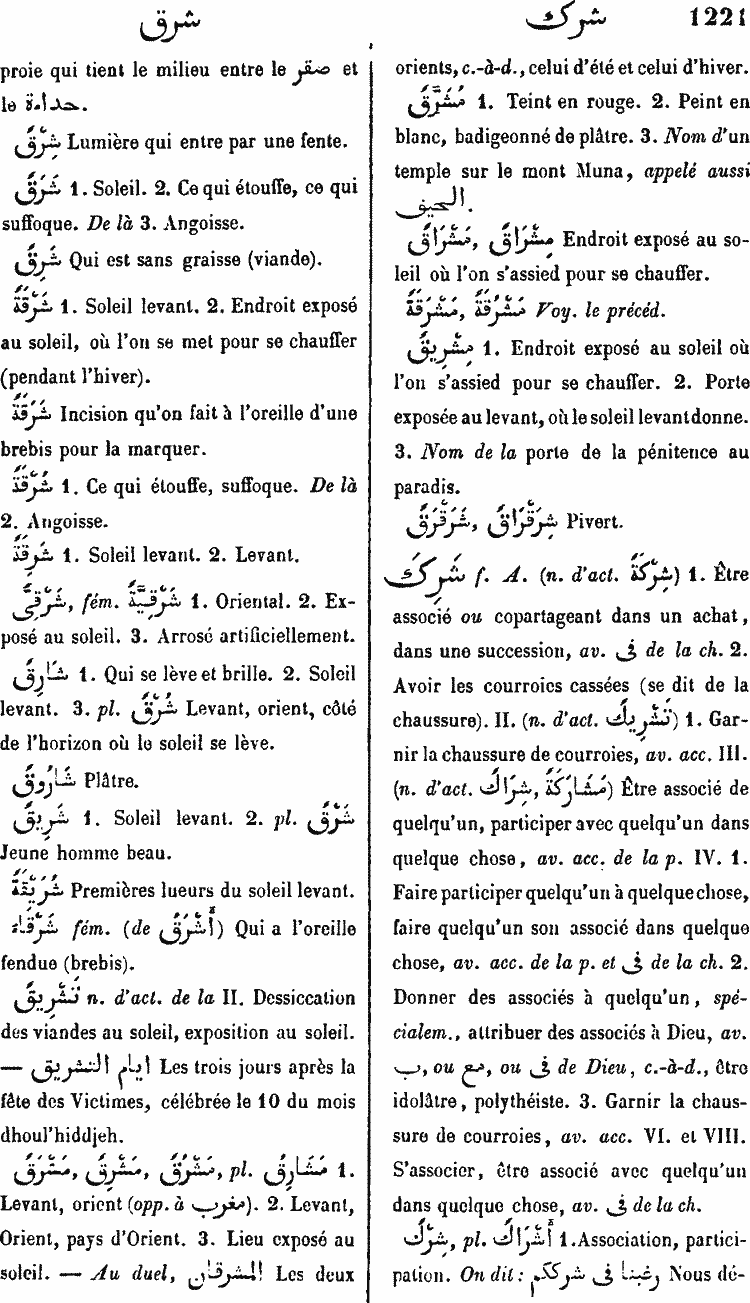 شرق
شرك
1221
proie qui tient le milieu entre le صقر et
le حداءة.
شِرْقٌ Lumière qui entre par une fente.
شَرَقٌ 1. Soleil. 2. Ce qui étouffe, ce qui
suffoque. De là 3. Angoisse.
شَرِقٌ Qui est sans graisse (viande).
شَرْقَةٌ 1. Soleil levant. 2. Endroit exposé
au soleil, où l'on se met pour se chauffer
(pendant l'hiver).
شَرَقَةٌ Incision qu'on fait à l'oreille d'une
brebis pour la marquer.
شُرْقَةٌ 1. Ce qui étouffe, suffoque. De là
2. Angoisse.
شَرِقَةٌ 1. Soleil levant. 2. Levant.
شَرْقِىٌّ, fém. شَرْقِيَّةٌ 1. Oriental. 2. Ex-
posé au soleil. 3. Arrosé artificiellement.
شَارِقٌ 1. Qui se lève et brille. 2. Soleil
levant. 3. pl. شُرْقٌ Levant, orient, côté
de l'horizon où le soleil se lève.
شَارُوقٌ Plâtre.
شَرِيقٌ 1. Soleil levant. 2. pl. شُرْقٌ
Jeune homme beau.
شُرَيْقَةٌ Premières lueurs du soleil levant.
شَرْقَاءُ fém. (de أَشْرَقُ) Qui a l'oreille
fendue (brebis).
تَشْرِيقٌ n. d'act. de la II. Dessiccation
des viandes au soleil, exposition au soleil.
— ايام التشريق Les trois jours après la
fête des Victimes, célébrée le 10 du mois
dhoul'hiddjeh.
مَشْرَقٌ, مَشْرِقٌ, مَشْرُقٌ, pl. مَشَارِقُ 1.
Levant, orient (opp. à مغرب). 2. Levant,
Orient, pays d'Orient. 3. Lieu exposé au
soleil. — Au duel, المشرقان Les deux
orients, c.-à-d., celui d'été et celui d'hiver.
مُشَرَّقٌ 1. Teint en rouge. 2. Peint en
blanc, badigeonné de plâtre. 3. Nom d'un
temple sur le mont Muna, appelé aussi
الخيف.
مِشْرَاقٌ, مَشْرَاقٌ Endroit exposé au so-
leil où l'on s'assied pour se chauffer.
مَشْرَقَةٌ, مَشْرُقَةٌ Voy. le précéd.
مِشْرِيقٌ 1. Endroit exposé au soleil où
l'on s'assied pour se chauffer. 2. Porte
exposée au levant, où le soleil levant donne.
3. Nom de la porte de la pénitence au
paradis.
شِرْقْرَاقٌ, شَرَقْرَقٌ Pivert.
شَرِكَ f. A. (n. d'act. شِرْكَةٌ) 1. Être
associé ou copartageant dans un achat,
dans une succession, av. فى de la ch. 2.
Avoir les courroies cassées (se dit de la
chaussure). II. (n. d'act. تَشْرِيكٌ) 1. Gar-
nir la chaussure de courroies, av. acc. III.
(n. d'act. مُشَارَكَةٌ, شِرَاكٌ) Être associé de
quelqu'un, participer avec quelqu'un dans
quelque chose, av. acc. de la p. IV. 1.
Faire participer quelqu'un à quelque chose,
faire quelqu'un son associé dans quelque
chose, av. acc. de la p. et فى de la ch. 2.
Donner des associés à quelqu'un, spé-
cialem., attribuer des associés à Dieu, av.
ب, ou مع, ou فى de Dieu, c.-à-d., être
idolâtre, polythéiste. 3. Garnir la chaus-
sure de courroies, av. acc. VI. et VIII.
S'associer, être associé avec quelqu'un
dans quelque chose, av. فى de la ch.
شِرْكٌ, pl. أَشْرَاكٌ 1. Association, partici-
pation. On dit : رغبنا فى شرككم Nous dé-